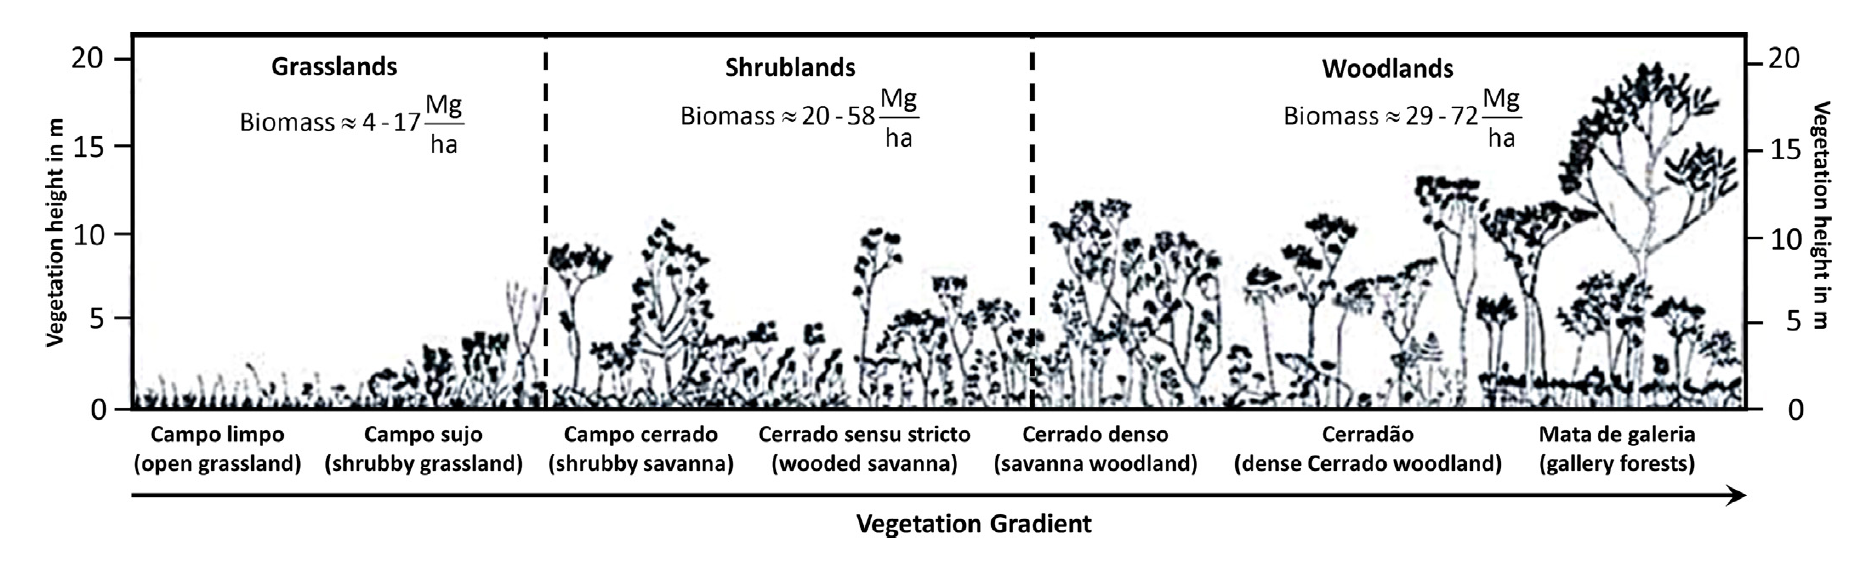 Grasslands
Biomass ≈ 4 - 17 Mg/ha
Shrublands
Biomass ≈ 20 - 58 Mg/ha
Woodlands
Biomass ≈ 29 - 72 Mg/ha
Vegetation height in m
20
15
10
5
0
Vegetation height in m
20
15
10
5
0
Campo limpo
(open grassland)
Campo sujo
(shrubby grassland)
Campo cerrado
(shrubby savanna)
Cerrado sensu stricto
(wooded savanna)
Cerrado denso
(savanna woodland)
Cerradão
(dense Cerrado woodland)
Mata de galeria
(gallery forests)
Vegetation Gradient